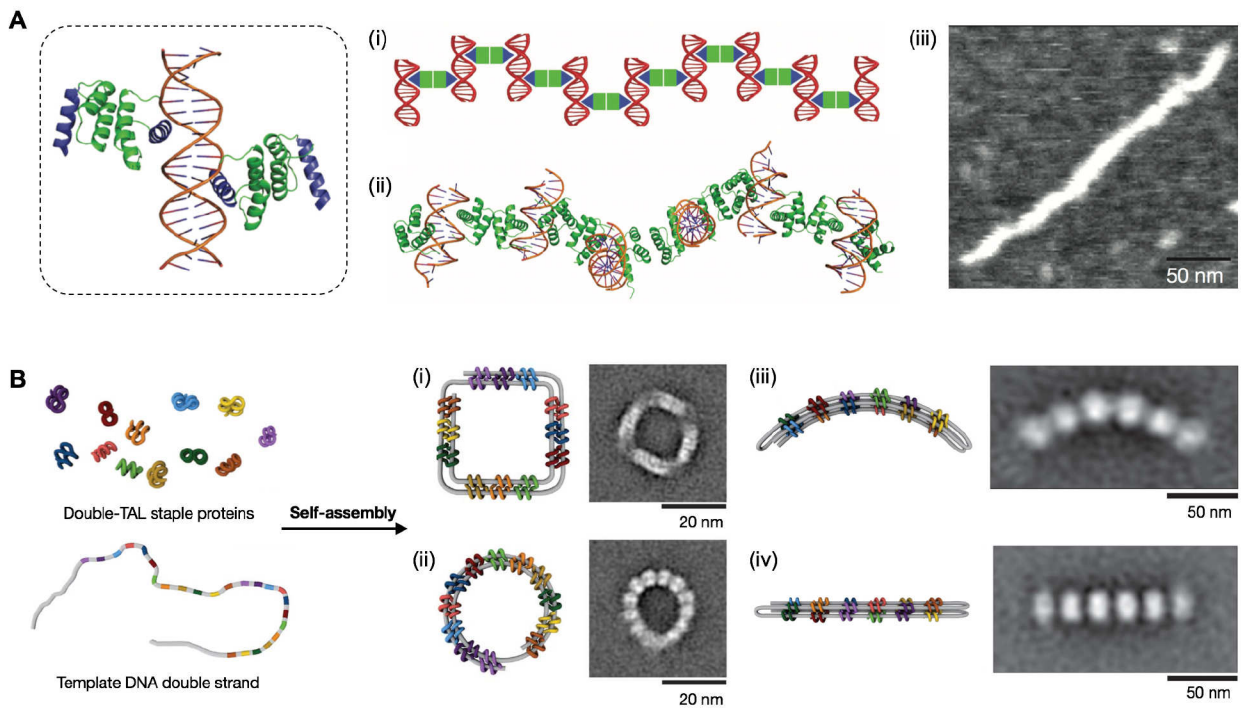 A
(i)
(ii)
(iii)
50 nm
B
Double-TAL staple proteins
Self-assembly
Template DNA double strand
(i)
20 nm
(iii)
50 nm
(ii)
20 nm
(iv)
50 nm